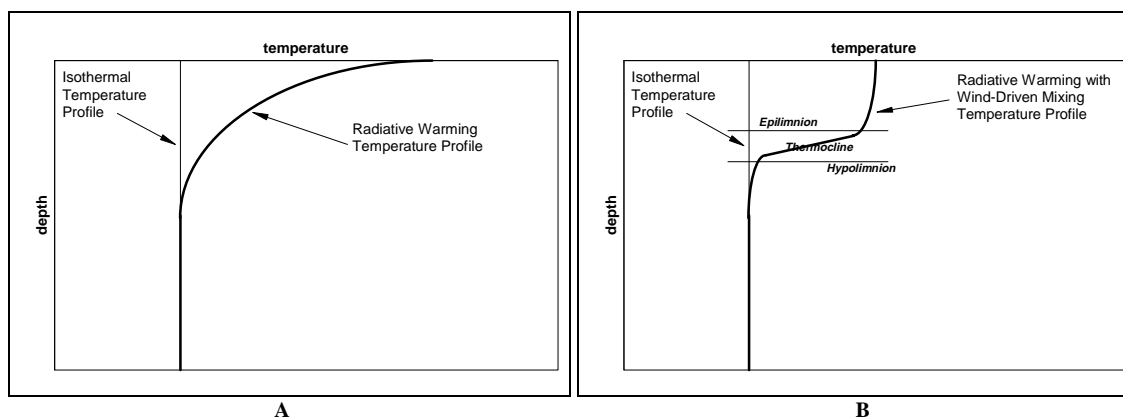 temperature
Isothermal
Temperature
Profile
Radiative Warming
Temperature Profile
depth
A
temperature
Isothermal
Temperature
Profile
Radiative Warming with
Wind-Driven Mixing
Temperature Profile
Epilimnion
Thermocline
Hypolimnion
depth
B